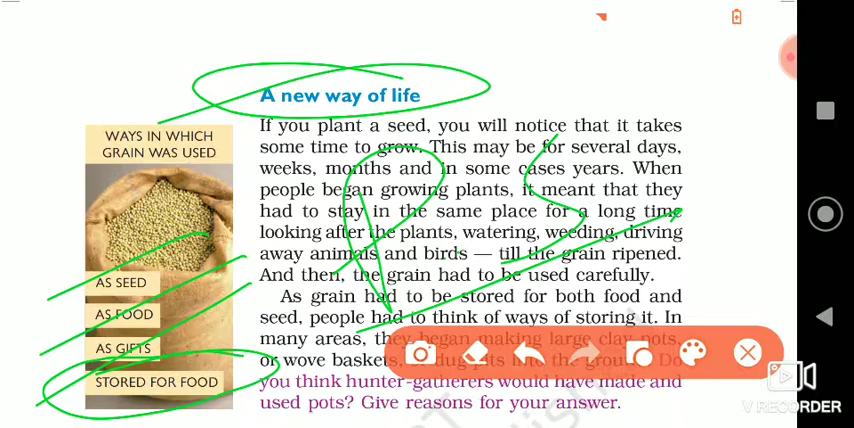 A new way of life
WAYS IN WHICH
GRAIN WAS USED
AS SEED
AS FOOD
AS GIFTS
STORED FOR FOOD
If you plant a seed, you will notice that it takes
some time to grow. This may be for several days,
weeks, months and in some cases years. When
people began growing plants, it meant that they
had to stay in the same place for a long time
looking after the plants, watering, weeding, driving
away animals and birds — till the grain ripened.
And then, the grain had to be used carefully.
As grain had to be stored for both food and
seed, people had to think of ways of storing it. In
many areas, they began making large clay pots,
or wove baskets, or dug pits into the ground. Do
you think hunter-gatherers would have made and
used pots? Give reasons for your answer.
V RECORDER